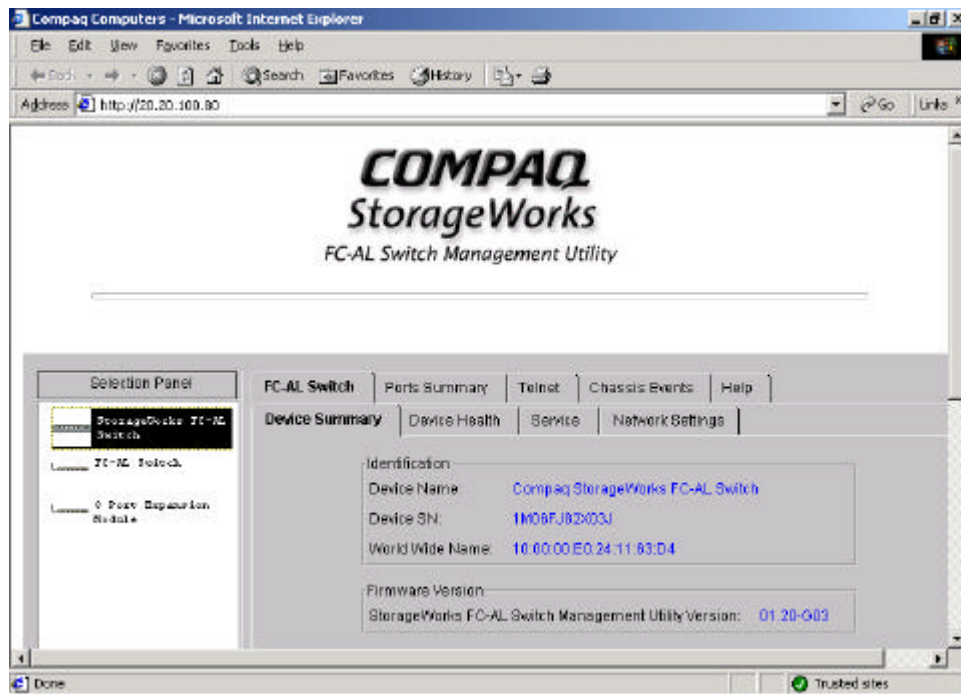 Compaq Computers - Microsoft Internet Explorer
File Edit View Favorites Tools Help
Back Search Favorites History
Address http://20.20.100.80 Go Links
COMPAQ
StorageWorks
FC-AL Switch Management Utility
Selection Panel
StorageWorks FC-AL
Switch
FC-AL Switch
Port Expansion
Module
FC-AL Switch Ports Summary Telnet Chassis Events Help
Device Summary Device Health Service Network Settings
Identification
Device Name Compaq StorageWorks FC-AL Switch
Device SN:
World Wide Name: 10:00:00:E0:24:11:63:D4
Firmware Version
StorageWorks FC-AL Switch Management Utility Version: 01.20-G03
Done Trusted sites